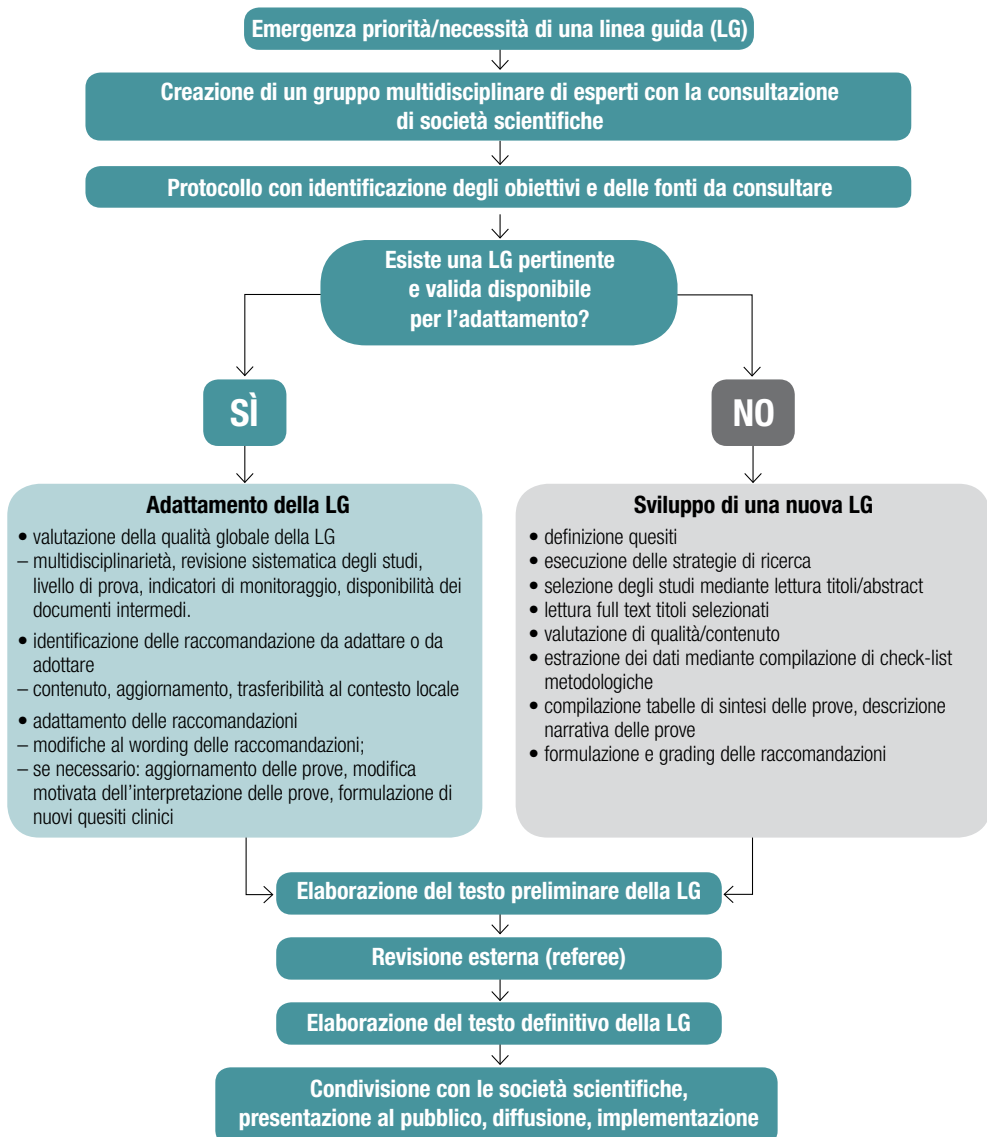 Emergenza priorità/necessità di una linea guida (LG)
Creazione di un gruppo multidisciplinare di esperti con la consultazione
di società scientifiche
Protocollo con identificazione degli obiettivi e delle fonti da consultare
Esiste una LG pertinente
e valida disponibile
per l'adattamento?
SÌ
NO
Adattamento della LG
• valutazione della qualità globale della LG
– multidisciplinarietà, revisione sistematica degli studi,
livello di prova, indicatori di monitoraggio, disponibilità dei
documenti intermedi.
• identificazione delle raccomandazione da adattare o da
adottare
– contenuto, aggiornamento, trasferibilità al contesto locale
• adattamento delle raccomandazioni
– modifiche al wording delle raccomandazioni;
– se necessario: aggiornamento delle prove, modifica
motivata dell'interpretazione delle prove, formulazione di
nuovi quesiti clinici
Sviluppo di una nuova LG
• definizione quesiti
• esecuzione delle strategie di ricerca
• selezione degli studi mediante lettura titoli/abstract
• lettura full text titoli selezionati
• valutazione di qualità/contenuto
• estrazione dei dati mediante compilazione di check-list
metodologiche
• compilazione tabelle di sintesi delle prove, descrizione
narrativa delle prove
• formulazione e grading delle raccomandazioni
Elaborazione del testo preliminare della LG
Revisione esterna (referee)
Elaborazione del testo definitivo della LG
Condivisione con le società scientifiche,
presentazione al pubblico, diffusione, implementazione